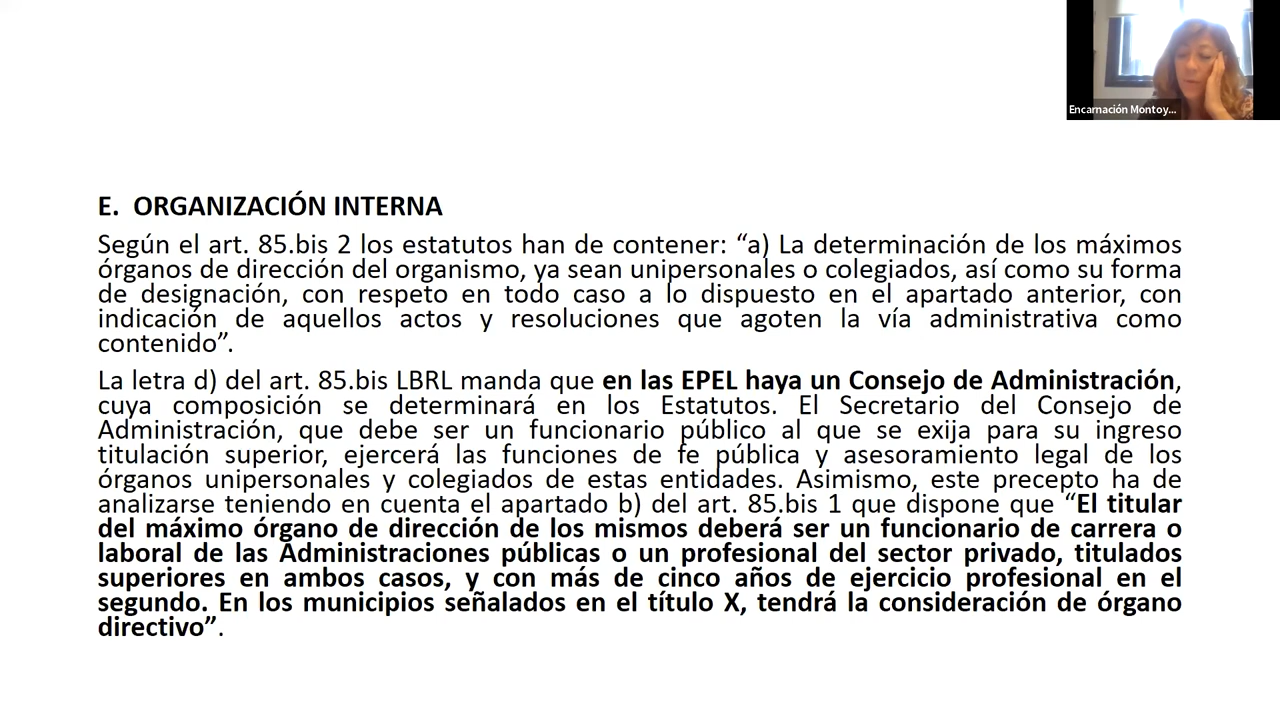 Encarnación Montoy...
E. ORGANIZACIÓN INTERNA
Según el art. 85.bis 2 los estatutos han de contener: “a) La determinación de los máximos
órganos de dirección del organismo, ya sean unipersonales o colegiados, así como su forma
de designación, con respeto en todo caso a lo dispuesto en el apartado anterior, con
indicación de aquellos actos y resoluciones que agoten la vía administrativa como
contenido”.
La letra d) del art. 85.bis LBRL manda que en las EPEL haya un Consejo de Administración,
cuya composición se determinará en los Estatutos. El Secretario del Consejo de
Administración, que debe ser un funcionario público al que se exija para su ingreso
titulación superior, ejercerá las funciones de fe pública y asesoramiento legal de los
órganos unipersonales y colegiados de estas entidades. Asimismo, este precepto ha de
analizarse teniendo en cuenta el apartado b) del art. 85.bis 1 que dispone que “El titular
del máximo órgano de dirección de los mismos deberá ser un funcionario de carrera o
laboral de las Administraciones públicas o un profesional del sector privado, titulados
superiores en ambos casos, y con más de cinco años de ejercicio profesional en el
segundo. En los municipios señalados en el título X, tendrá la consideración de órgano
directivo”.